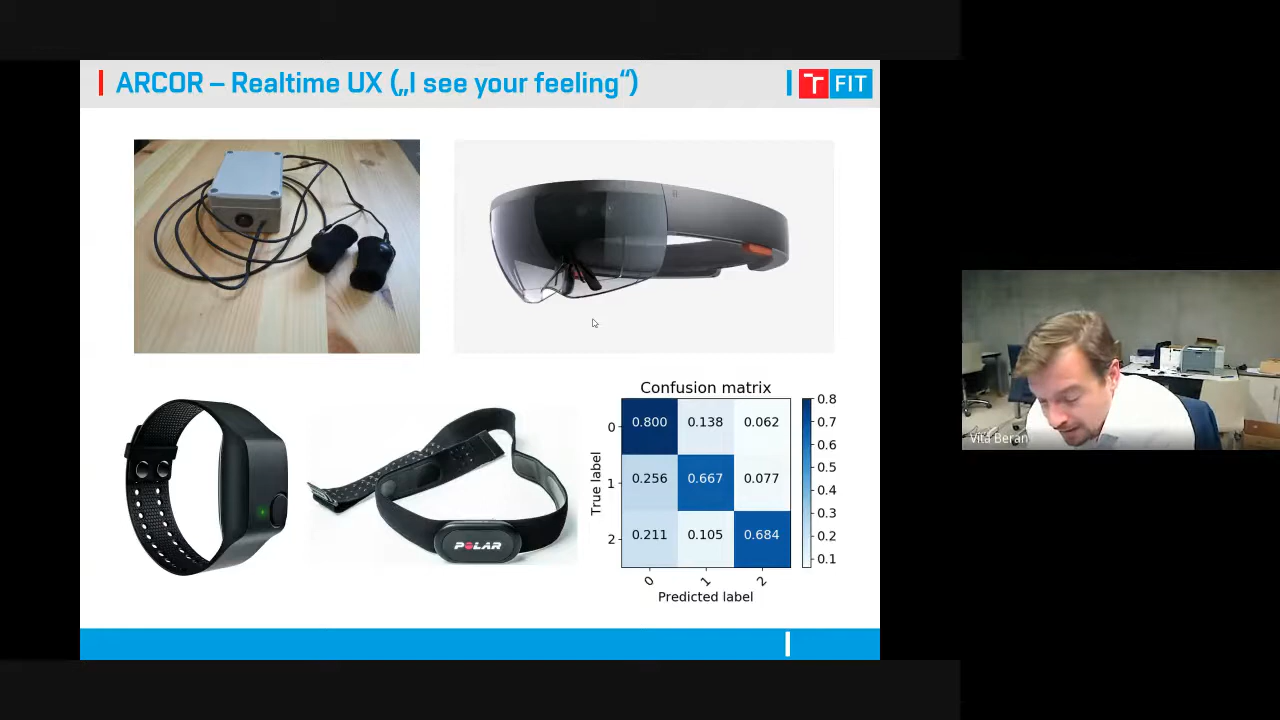 ARCOR – Realtime UX („I see your feeling“)
T FIT
POLAR
Confusion matrix
0.800 0.138 0.062
0.256 0.667 0.077
0.211 0.105 0.684
0
1
2
True label
0 1 2
Predicted label
0.8
0.7
0.6
0.5
0.4
0.3
0.2
0.1
Vita Beran